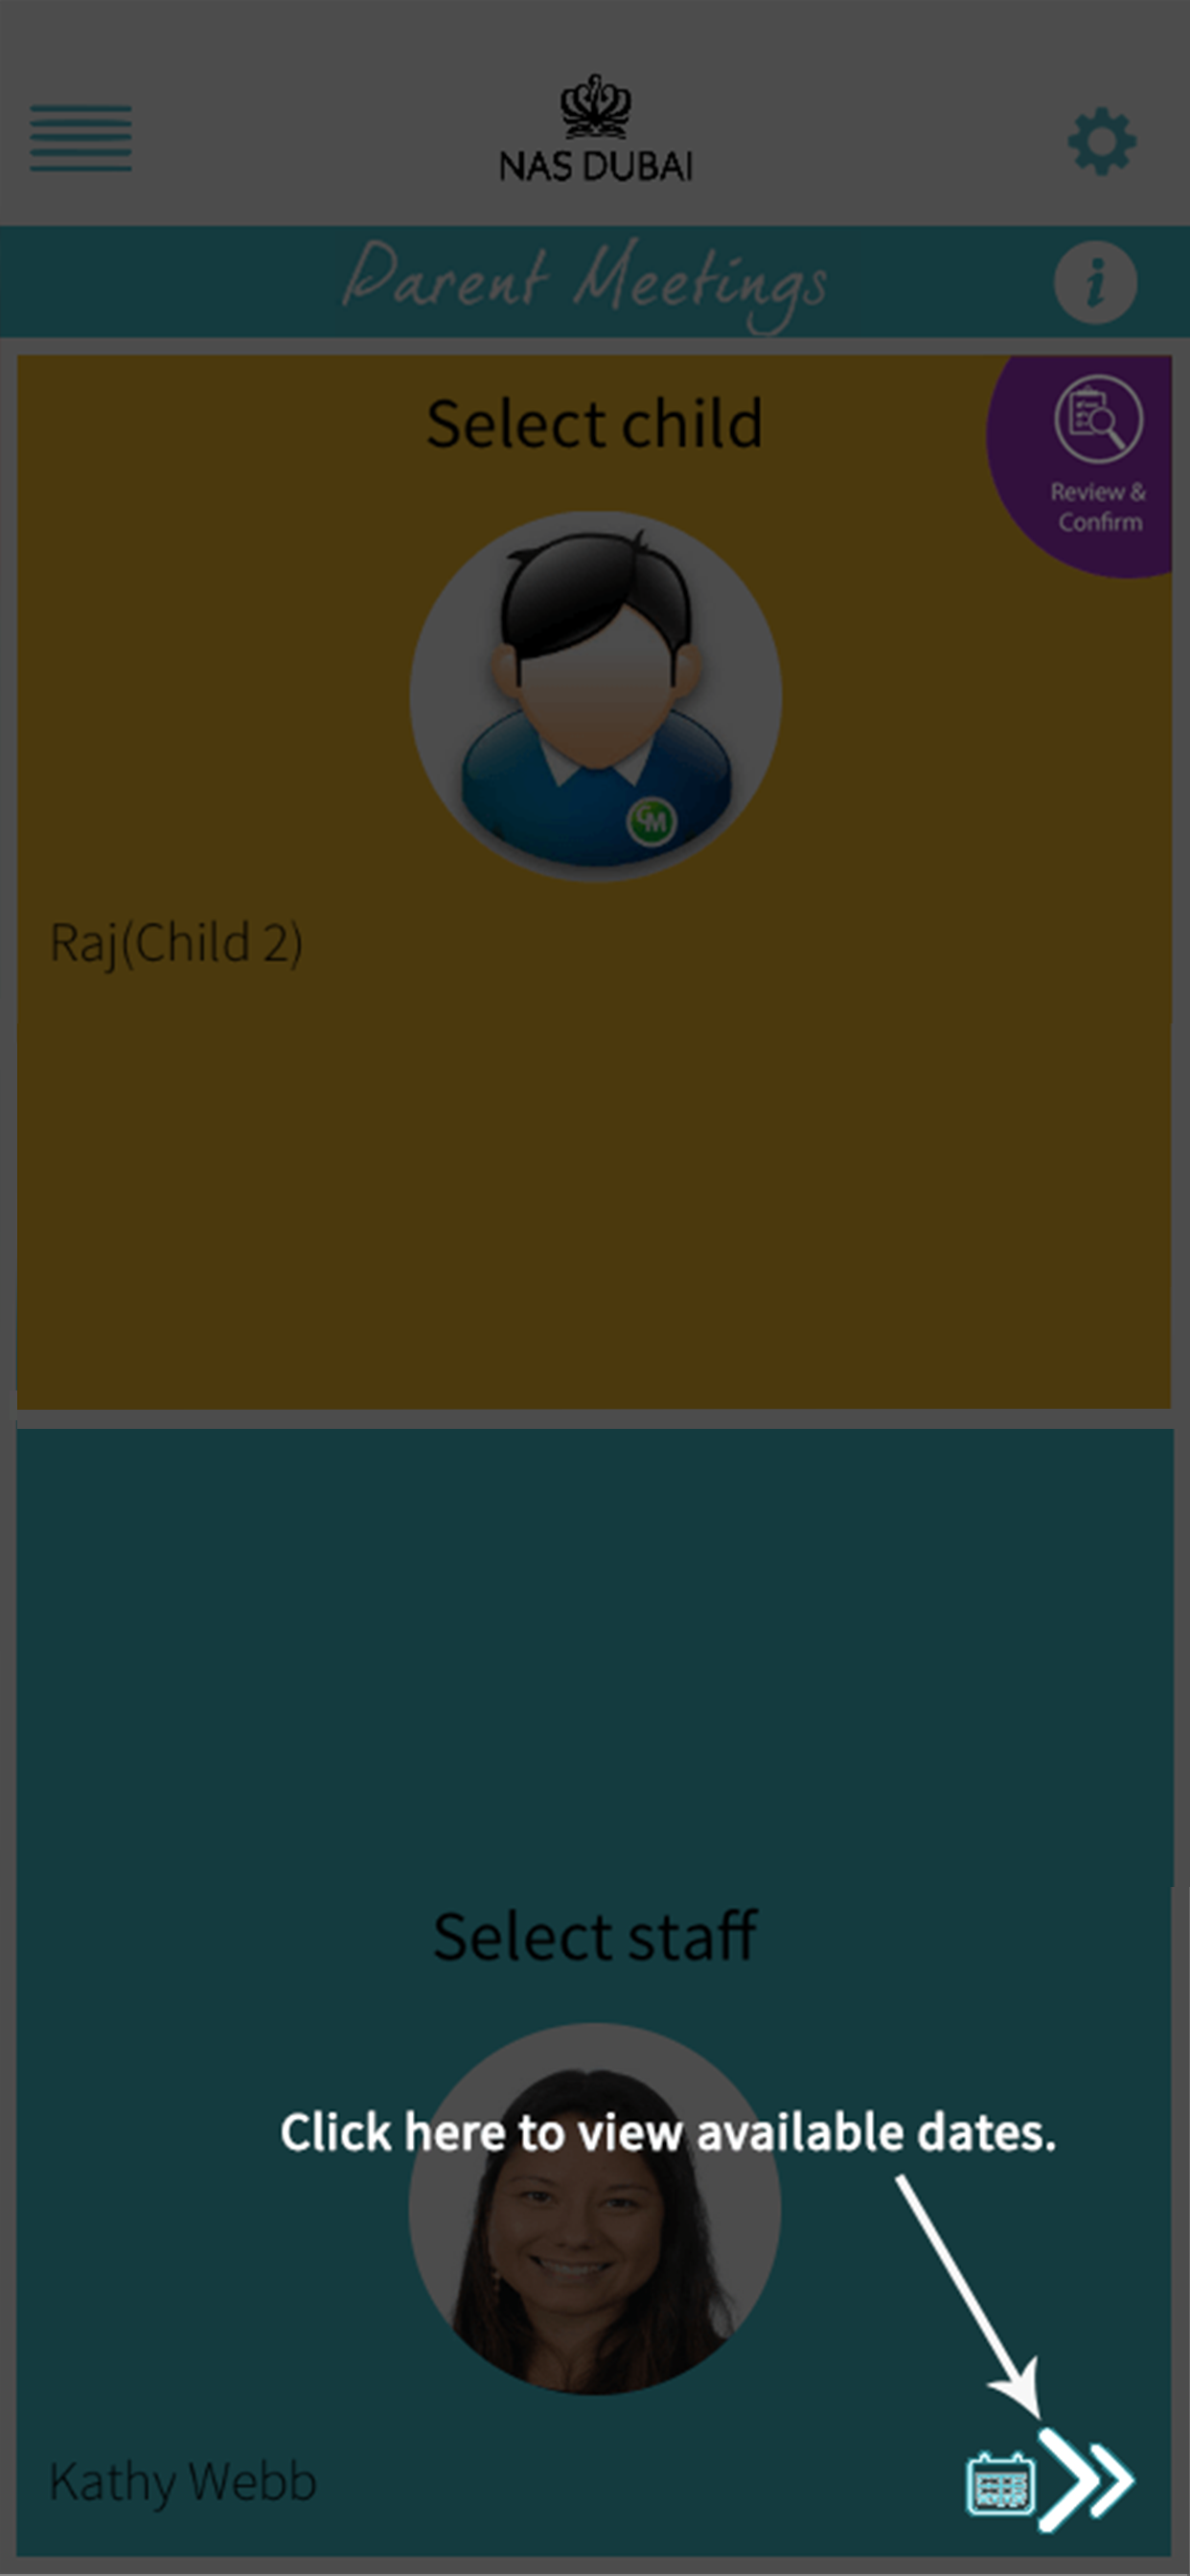 NAS DUBAI
Parent Meetings
i
Select child
Review &
Confirm
CM
Raj(Child 2)
Select staff
Click here to view available dates.
Kathy Webb